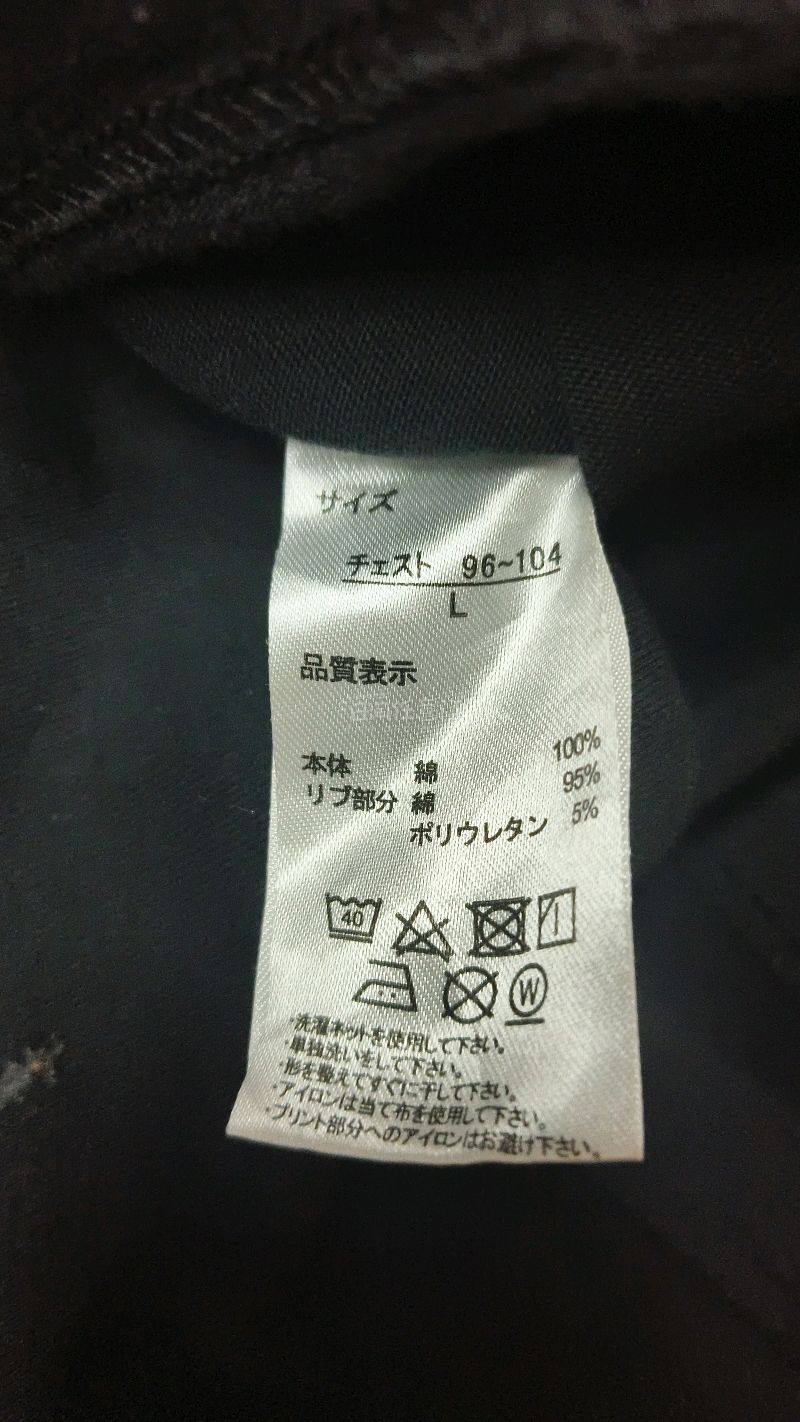 サイズ
チェスト 96~104
L
品質表示
本体 綿 100%
リブ部分 綿 95%
ポリウレタン 5%
40
W
・洗濯ネットを使用して下さい。
・単独洗いをして下さい。
・形を整えてすぐに干して下さい。
・アイロンは当て布を使用して下さい。
・プリント部分へのアイロンはお避け下さい。